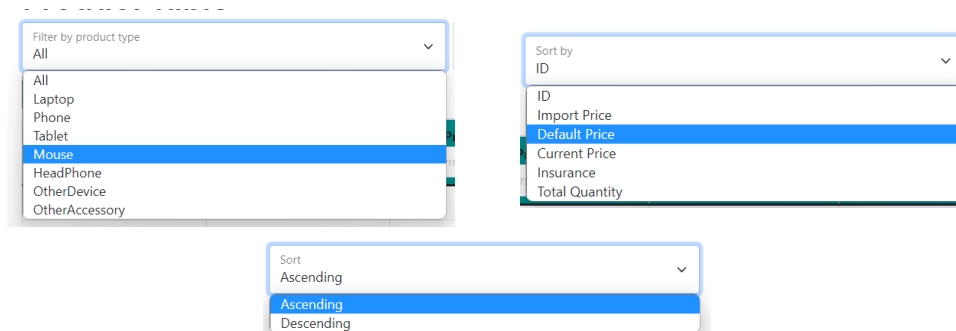 Filter by product type
All
All
Laptop
Phone
Tablet
Mouse
HeadPhone
OtherDevice
OtherAccessory
Sort by
ID
ID
Import Price
Default Price
Current Price
Insurance
Total Quantity
Sort
Ascending
Ascending
Descending